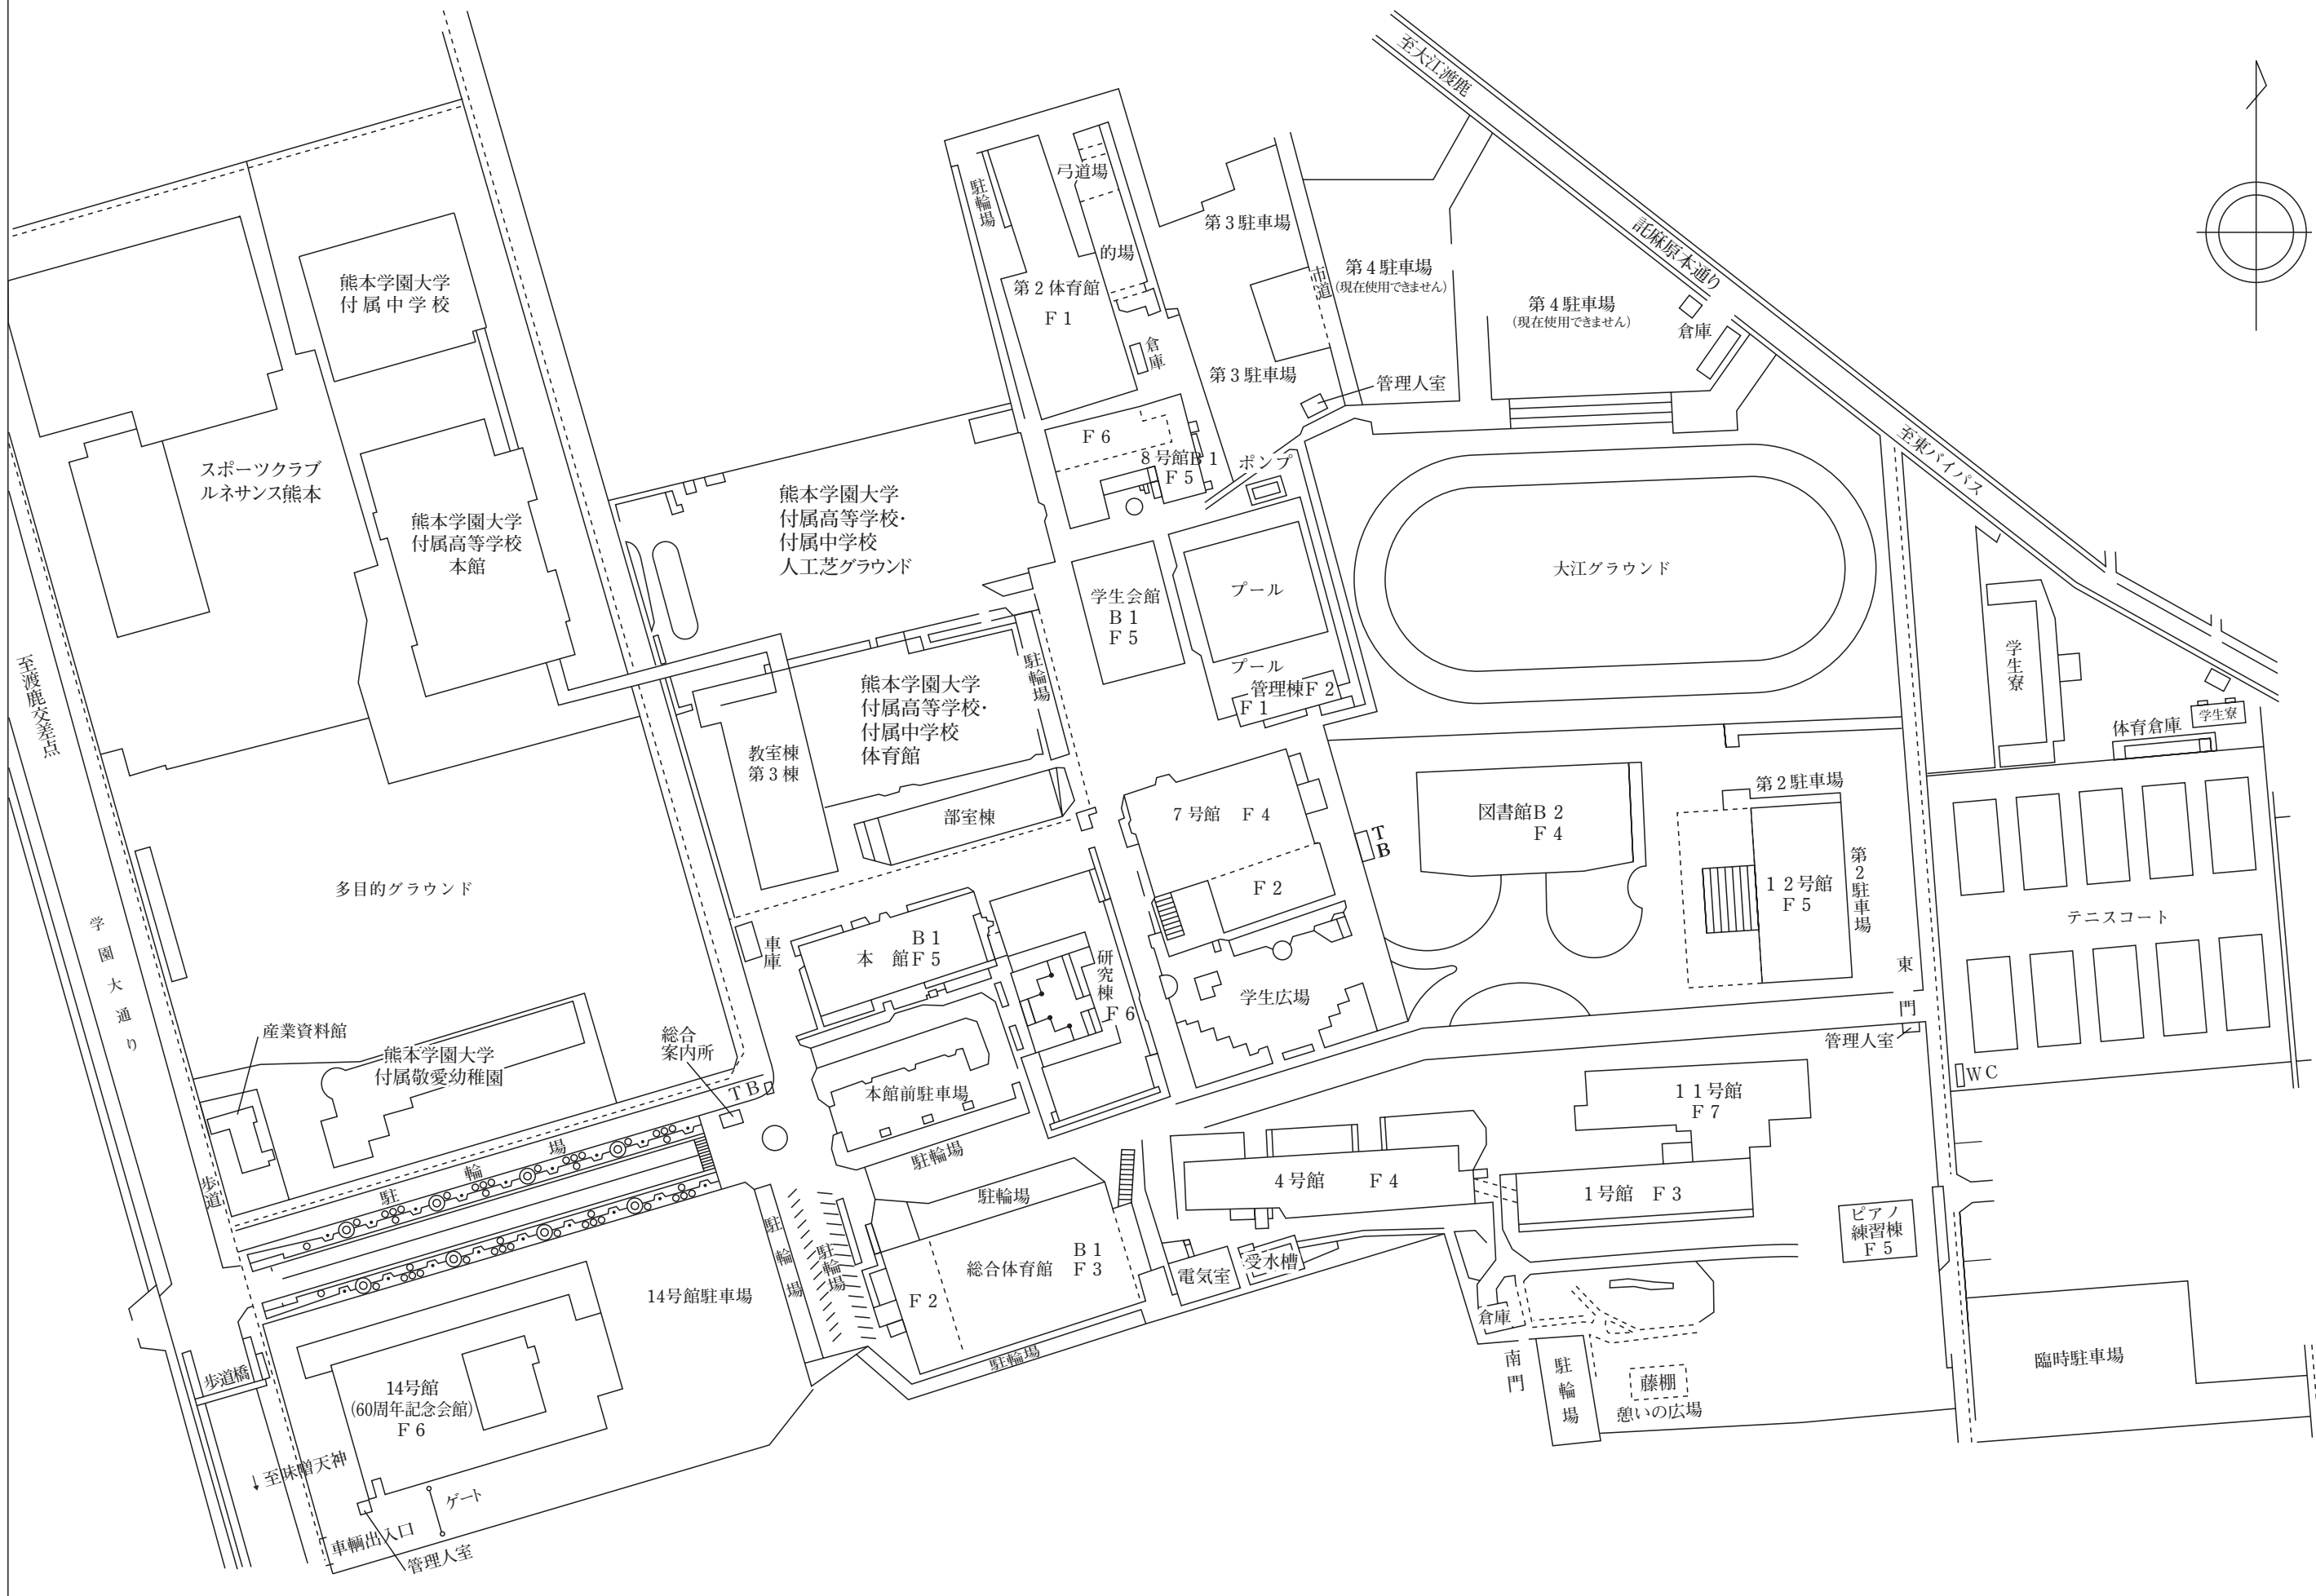 至大江渡鹿
弓道場
駐輪場
第3駐車場
託麻原本通り
的場
市道
第4駐車場
(現在使用できません)
熊本学園大学
付属中学校
第2体育館
F1
第4駐車場
(現在使用できません)
倉庫
倉庫
第3駐車場
管理人室
至東バイパス
F6
8号館B1
F5
ポンプ
スポーツクラブ
ルネサンス熊本
熊本学園大学
付属高等学校・
付属中学校
人工芝グラウンド
熊本学園大学
付属高等学校
本館
大江グラウンド
学生会館
B1
F5
プール
プール
管理棟F2
F1
学生寮
学生寮
体育倉庫
至渡鹿交差点
駐輪場
熊本学園大学
付属高等学校・
付属中学校
体育館
教室棟
第3棟
部室棟
7号館 F4
F2
TB
図書館B2
F4
第2駐車場
12号館
F5
第2駐車場
多目的グラウンド
学園大通り
テニスコート
車庫
B1
本 館F5
研究棟
F6
学生広場
東門
管理人室
WC
産業資料館
熊本学園大学
付属敬愛幼稚園
総合
案内所
TB
本館前駐車場
駐輪場
11号館
F7
歩道
駐輪場
駐輪場
4号館 F4
1号館 F3
ピアノ
練習棟
F5
駐輪場
駐輪場
B1
総合体育館 F3
F2
電気室
受水槽
14号館駐車場
倉庫
駐輪場
南門
駐輪場
藤棚
憩いの広場
臨時駐車場
歩道橋
14号館
(60周年記念会館)
F6
↓至味噌天神
ゲート
車輌出入口
管理人室